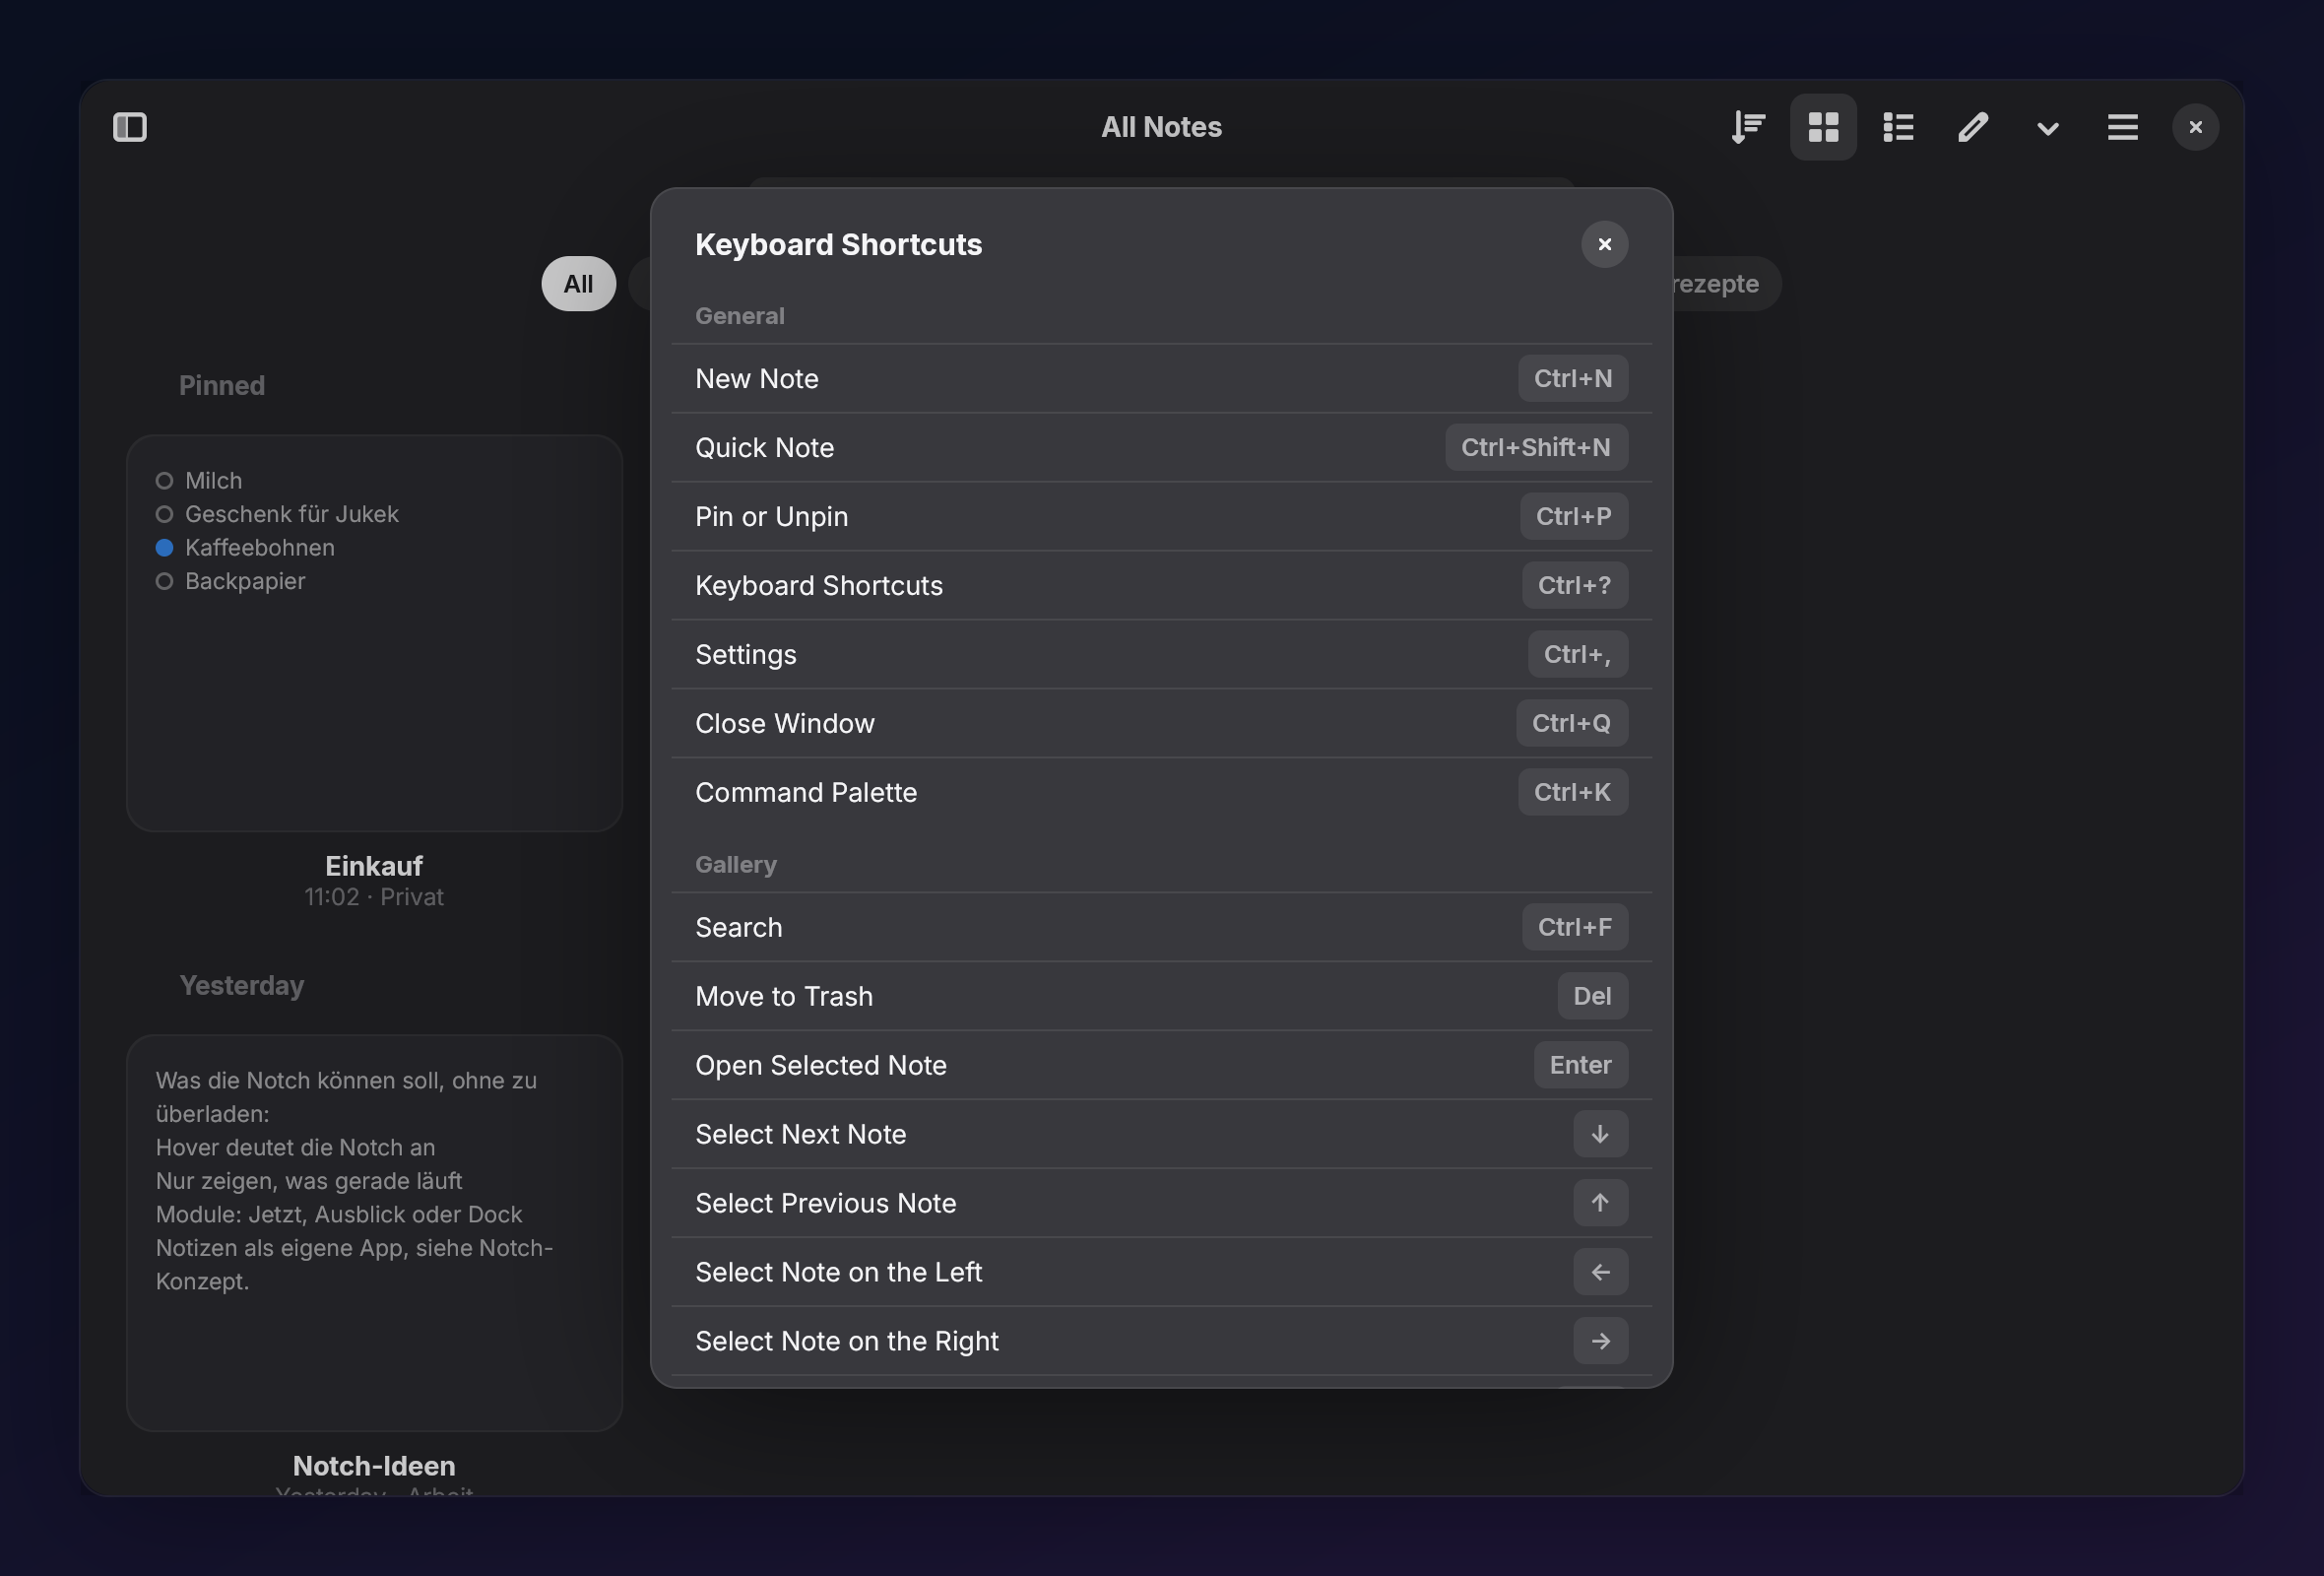 All Notes
All
rezepte
Pinned
Milch
Geschenk für Jukek
Kaffeebohnen
Backpapier
Einkauf
11:02 · Privat
Yesterday
Was die Notch können soll, ohne zu
überladen:
Hover deutet die Notch an
Nur zeigen, was gerade läuft
Module: Jetzt, Ausblick oder Dock
Notizen als eigene App, siehe Notch-
Konzept.
Notch-Ideen
Yesterday · Arbeit
Keyboard Shortcuts
General
New Note Ctrl+N
Quick Note Ctrl+Shift+N
Pin or Unpin Ctrl+P
Keyboard Shortcuts Ctrl+?
Settings Ctrl+,
Close Window Ctrl+Q
Command Palette Ctrl+K
Gallery
Search Ctrl+F
Move to Trash Del
Open Selected Note Enter
Select Next Note ↓
Select Previous Note ↑
Select Note on the Left ←
Select Note on the Right →